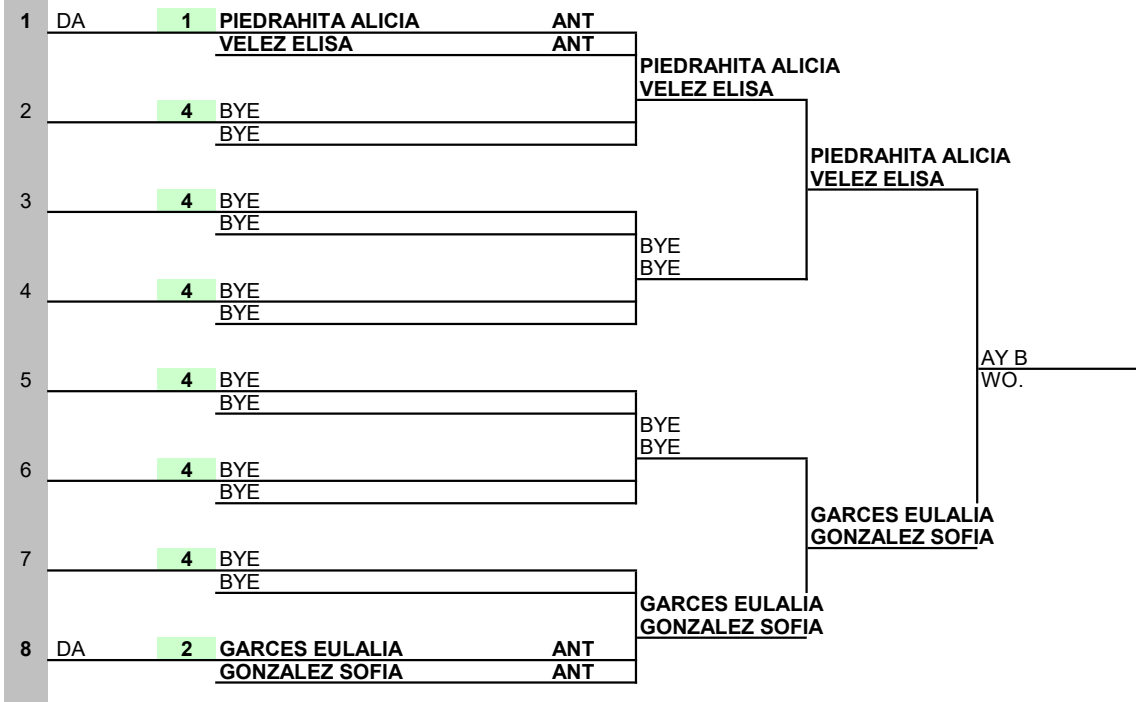 1 DA 1 PIEDRAHITA ALICIA ANT
VELEZ ELISA ANT
PIEDRAHITA ALICIA
VELEZ ELISA
2 4 BYE
BYE
PIEDRAHITA ALICIA
VELEZ ELISA
3 4 BYE
BYE
BYE
BYE
4 4 BYE
BYE
AY B
WO.
5 4 BYE
BYE
BYE
BYE
6 4 BYE
BYE
GARCES EULALIA
GONZALEZ SOFIA
7 4 BYE
BYE
GARCES EULALIA
GONZALEZ SOFIA
8 DA 2 GARCES EULALIA ANT
GONZALEZ SOFIA ANT